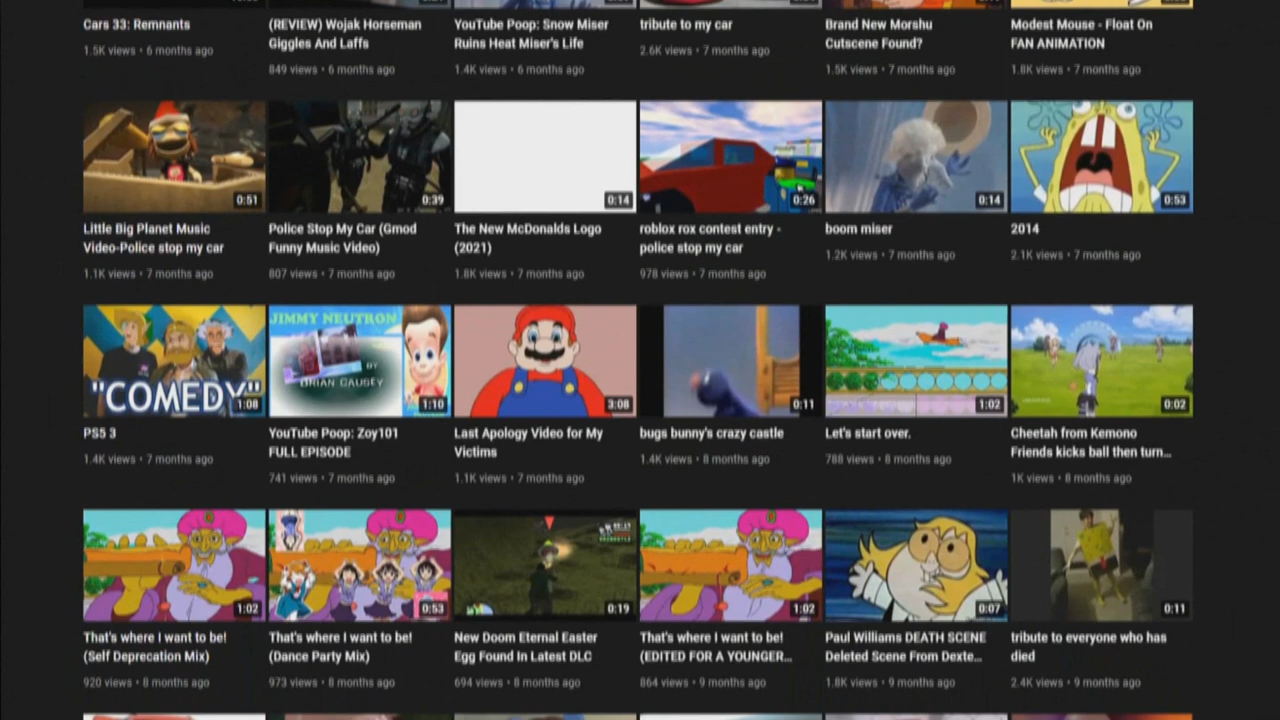 Cars 33: Remnants
1.5K views • 6 months ago
(REVIEW) Wojak Horseman
Giggles And Laffs
849 views • 6 months ago
YouTube Poop: Snow Miser
Ruins Heat Miser's Life
1.4K views • 6 months ago
tribute to my car
2.6K views • 7 months ago
Brand New Morshu
Cutscene Found?
1.5K views • 7 months ago
Modest Mouse - Float On
FAN ANIMATION
1.8K views • 7 months ago
0:51
Little Big Planet Music
Video-Police stop my car
1.1K views • 7 months ago
0:39
Police Stop My Car (Gmod
Funny Music Video)
807 views • 7 months ago
0:14
The New McDonalds Logo
(2021)
1.8K views • 7 months ago
0:26
roblox rox contest entry -
police stop my car
978 views • 7 months ago
0:14
boom miser
1.2K views • 7 months ago
0:53
2014
2.1K views • 7 months ago
"COMEDY"
1:08
PS5 3
1.4K views • 7 months ago
JIMMY NEUTRON
BY
BRIAN CAUSEY
1:10
YouTube Poop: Zoy101
FULL EPISODE
741 views • 7 months ago
3:08
Last Apology Video for My
Victims
1.1K views • 7 months ago
0:11
bugs bunny's crazy castle
1.4K views • 8 months ago
1:02
Let's start over.
788 views • 8 months ago
0:02
Cheetah from Kemono
Friends kicks ball then turn...
1K views • 8 months ago
1:02
That's where I want to be!
(Self Deprecation Mix)
920 views • 8 months ago
0:53
That's where I want to be!
(Dance Party Mix)
973 views • 8 months ago
0:19
New Doom Eternal Easter
Egg Found In Latest DLC
694 views • 8 months ago
1:02
That's where I want to be!
(EDITED FOR A YOUNGER...
864 views • 9 months ago
0:07
Paul Williams DEATH SCENE
Deleted Scene From Dexte...
1.8K views • 9 months ago
0:11
tribute to everyone who has
died
2.4K views • 9 months ago